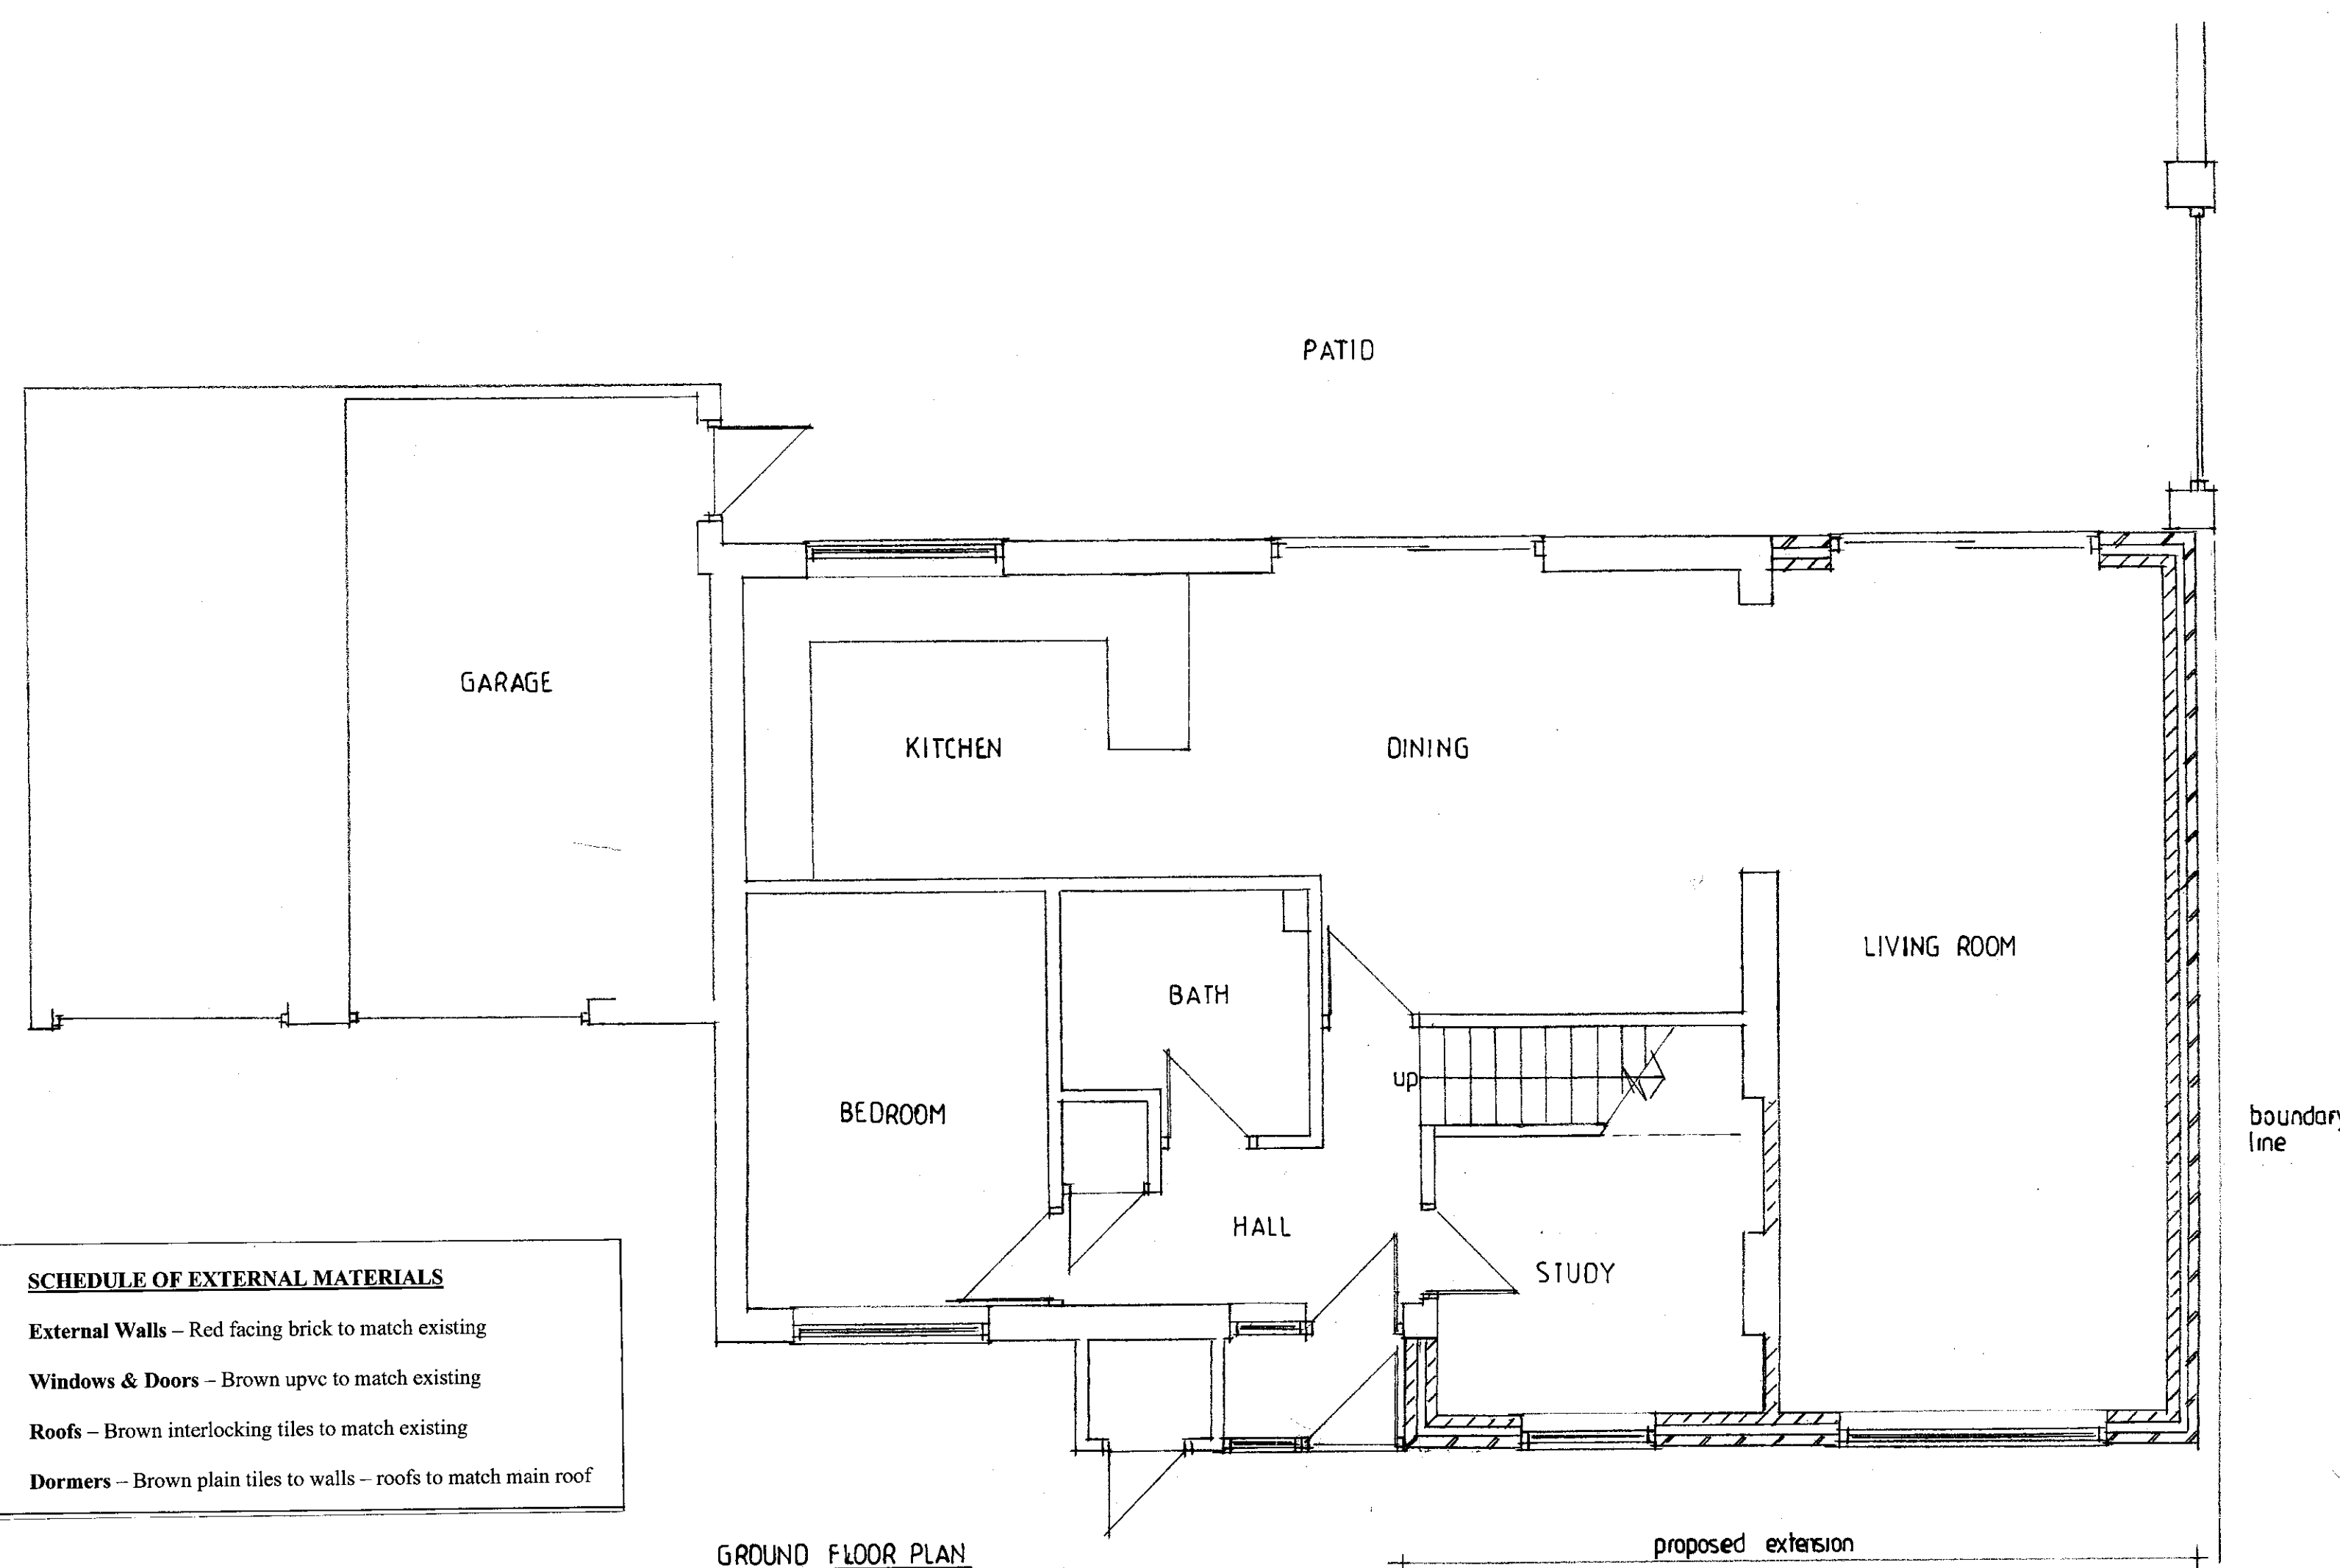 PATIO
GARAGE
KITCHEN
DINING
LIVING ROOM
BATH
up
BEDROOM
boundary
line
HALL
STUDY
SCHEDULE OF EXTERNAL MATERIALS
External Walls – Red facing brick to match existing
Windows & Doors – Brown upvc to match existing
Roofs – Brown interlocking tiles to match existing
Dormers – Brown plain tiles to walls – roofs to match main roof
GROUND FLOOR PLAN
proposed extension